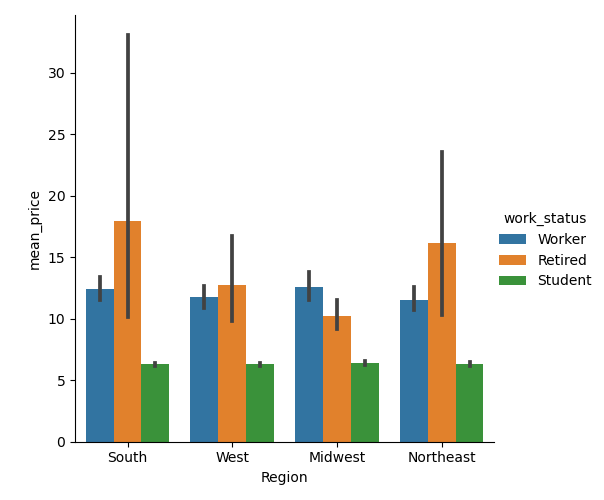 30
25
20
15
10
5
0
mean_price
South
West
Midwest
Northeast
Region
work_status
Worker
Retired
Student